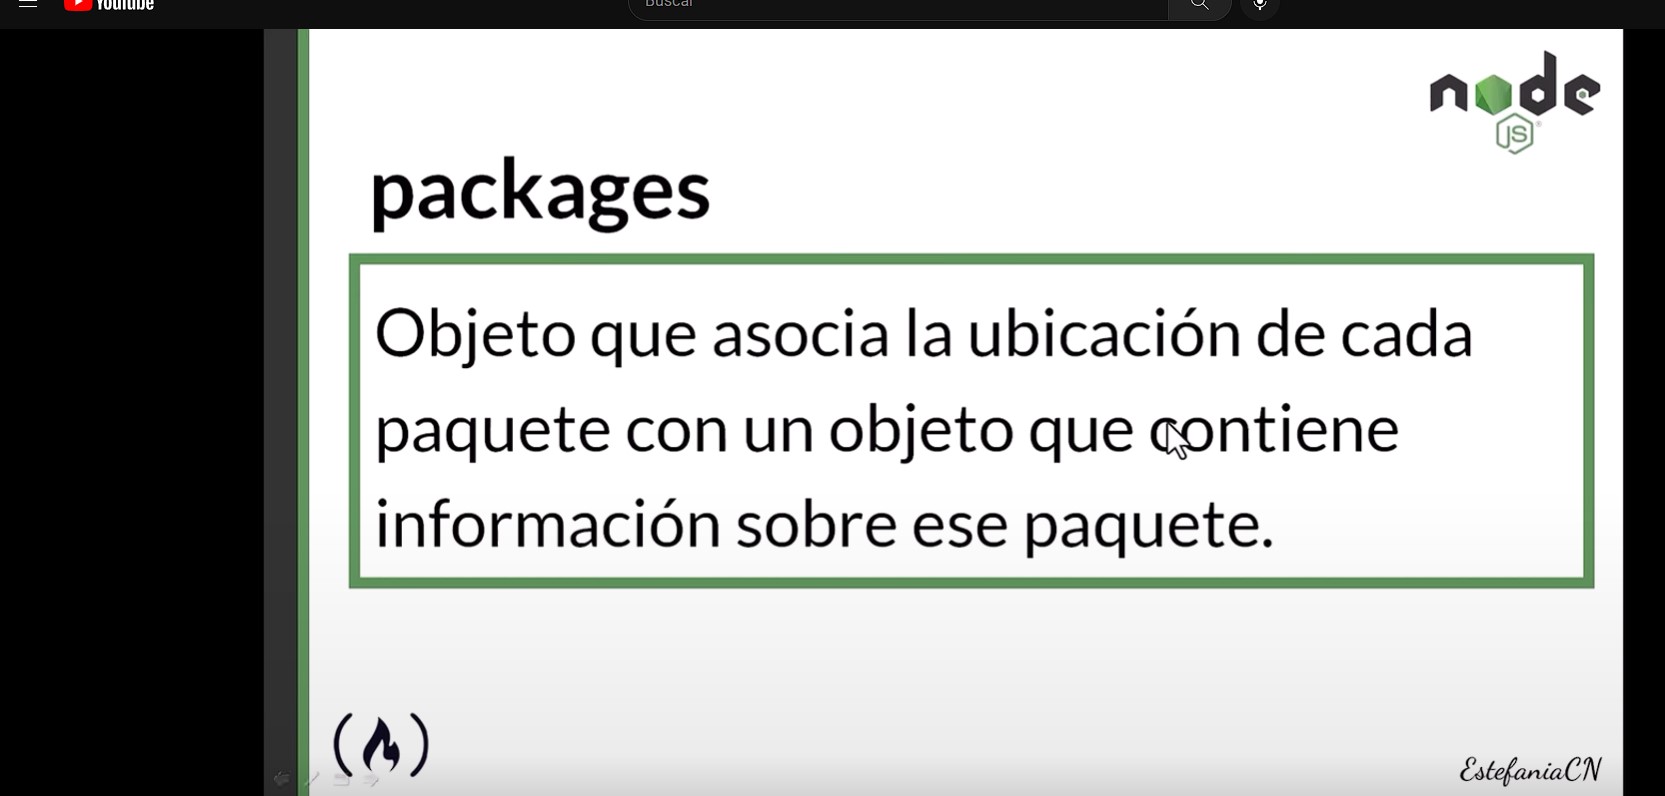 YouTube
Buscar
node
JS
packages
Objeto que asocia la ubicación de cada
paquete con un objeto que contiene
información sobre ese paquete.
EstefaniaCN